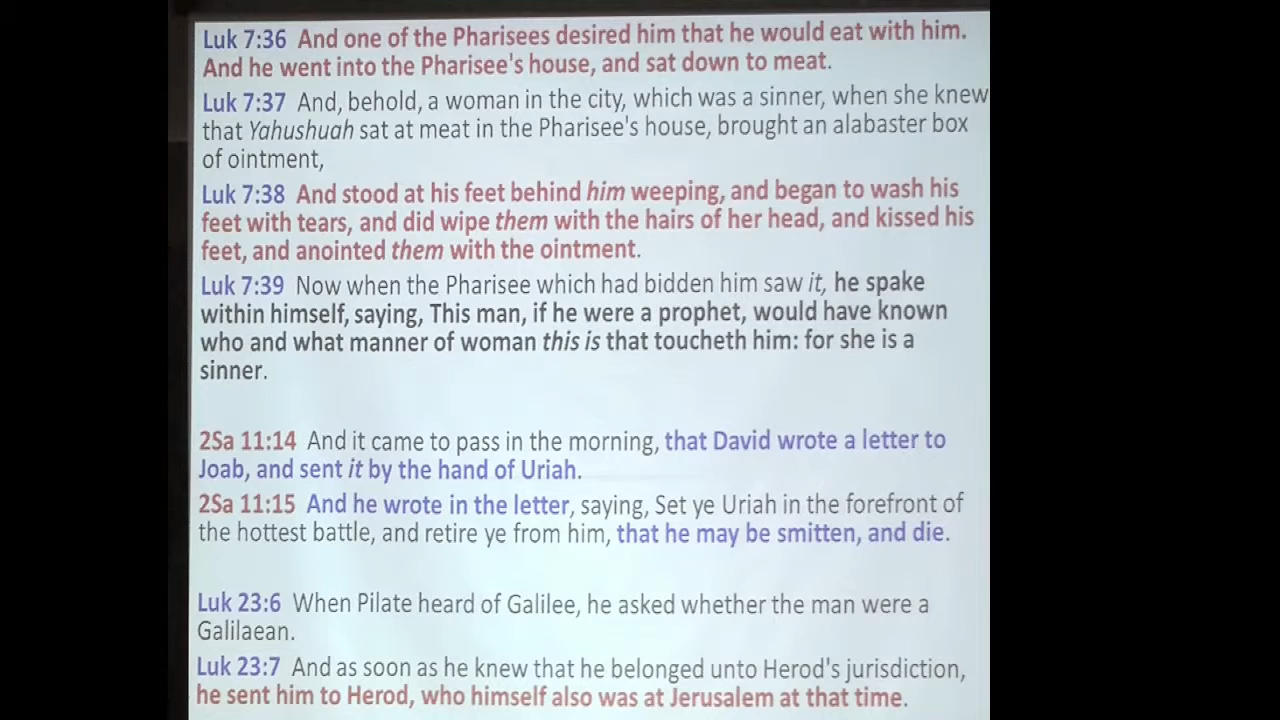 Luk 7:36 And one of the Pharisees desired him that he would eat with him.
And he went into the Pharisee's house, and sat down to meat.
Luk 7:37 And, behold, a woman in the city, which was a sinner, when she knew
that Yahushuah sat at meat in the Pharisee's house, brought an alabaster box
of ointment,
Luk 7:38 And stood at his feet behind him weeping, and began to wash his
feet with tears, and did wipe them with the hairs of her head, and kissed his
feet, and anointed them with the ointment.
Luk 7:39 Now when the Pharisee which had bidden him saw it, he spake
within himself, saying, This man, if he were a prophet, would have known
who and what manner of woman this is that toucheth him: for she is a
sinner.
2Sa 11:14 And it came to pass in the morning, that David wrote a letter to
Joab, and sent it by the hand of Uriah.
2Sa 11:15 And he wrote in the letter, saying, Set ye Uriah in the forefront of
the hottest battle, and retire ye from him, that he may be smitten, and die.
Luk 23:6 When Pilate heard of Galilee, he asked whether the man were a
Galilaean.
Luk 23:7 And as soon as he knew that he belonged unto Herod's jurisdiction,
he sent him to Herod, who himself also was at Jerusalem at that time.